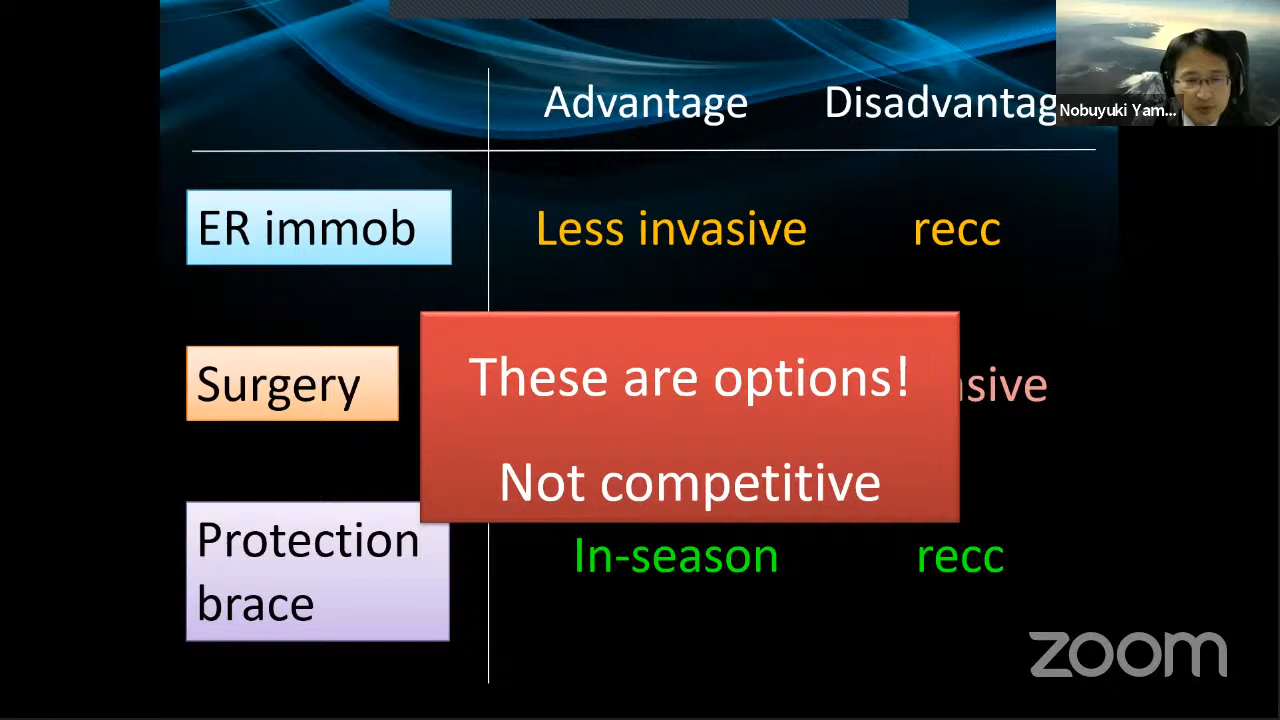 Advantage Disadvantag
Nobuyuki Yam...
ER immob Less invasive recc
These are options!
Surgery
Not competitive
Protection
brace
In-season recc
zoom